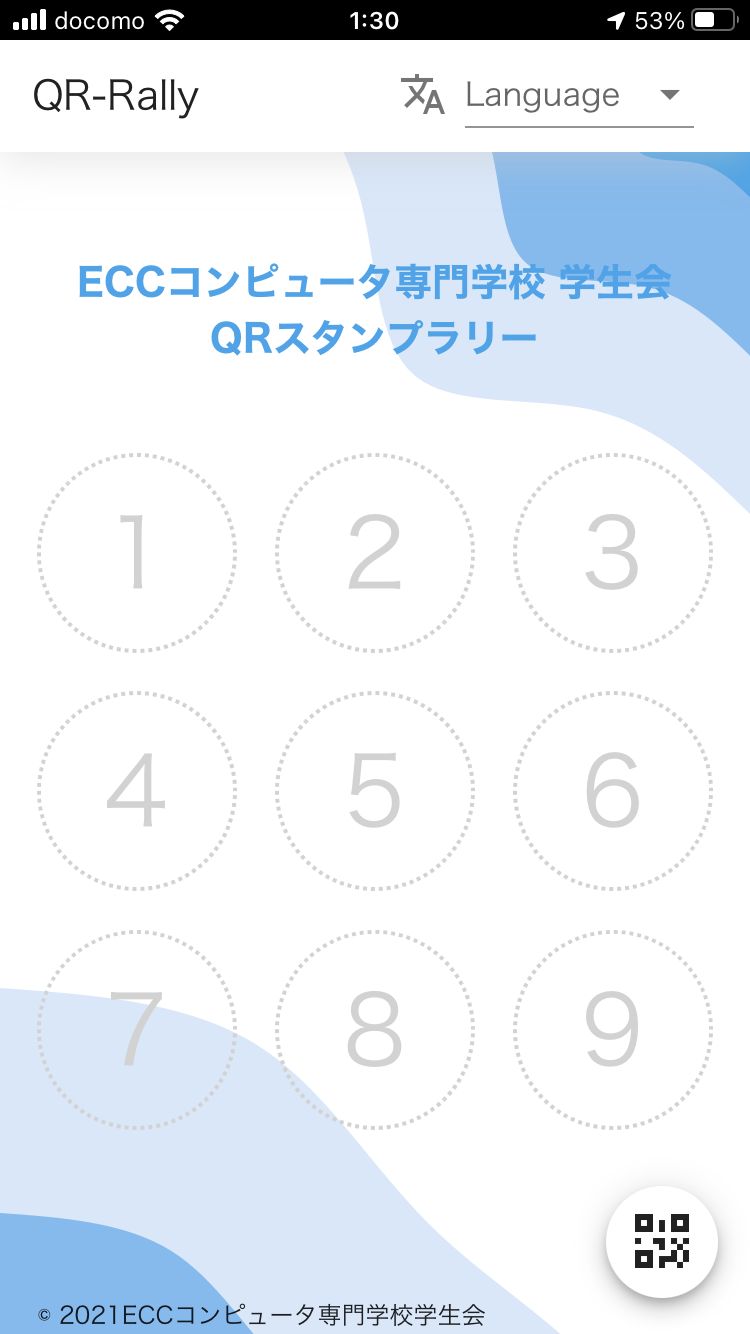 docomo 1:30 53%
QR-Rally Language
ECCコンピュータ専門学校 学生会
QRスタンプラリー
1 2 3
4 5 6
7 8 9
© 2021ECCコンピュータ専門学校学生会